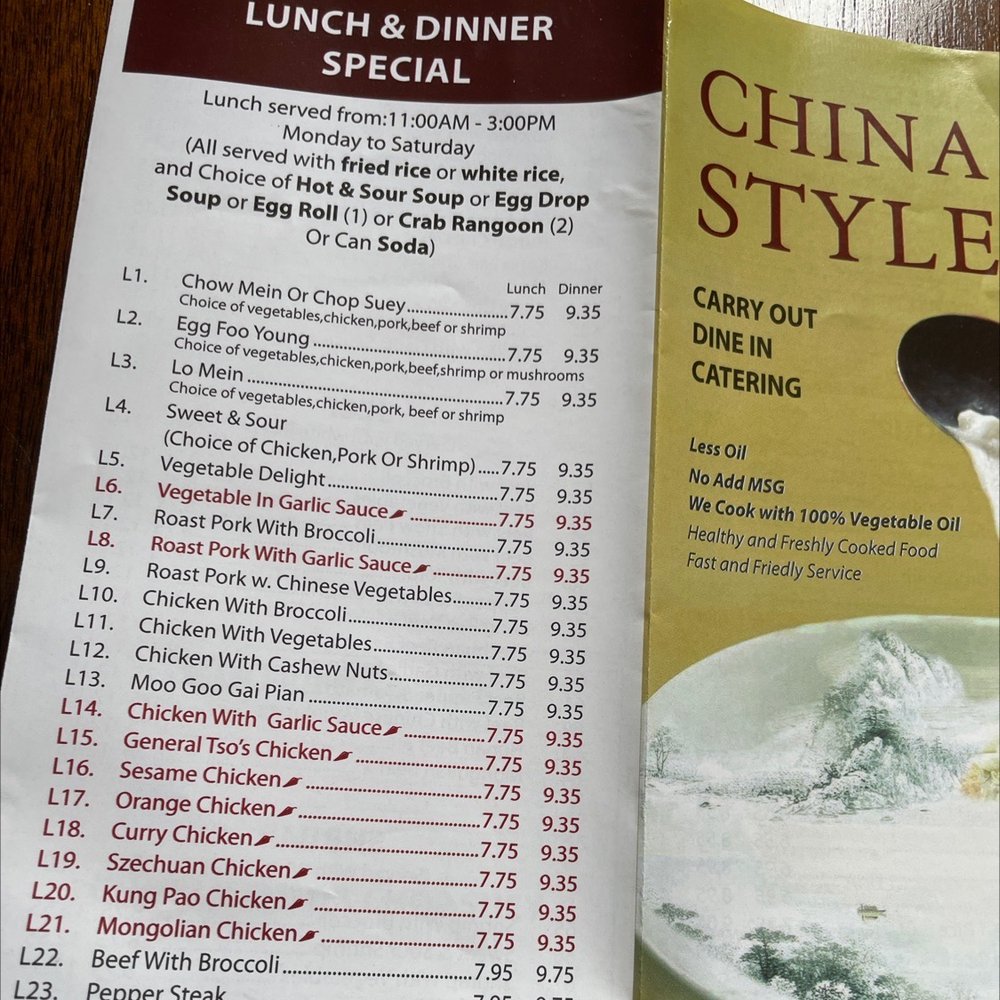 LUNCH & DINNER
SPECIAL
Lunch served from:11:00AM - 3:00PM
Monday to Saturday
(All served with fried rice or white rice,
and Choice of Hot & Sour Soup or Egg Drop
Soup or Egg Roll (1) or Crab Rangoon (2)
Or Can Soda)
Lunch Dinner
L1. Chow Mein Or Chop Suey........................7.75 9.35
Choice of vegetables,chicken,pork,beef or shrimp
L2. Egg Foo Young..........................................7.75 9.35
Choice of vegetables,chicken,pork,beef,shrimp or mushrooms
L3. Lo Mein........................................................7.75 9.35
Choice of vegetables,chicken,pork, beef or shrimp
L4. Sweet & Sour
(Choice of Chicken,Pork Or Shrimp).....7.75 9.35
L5. Vegetable Delight.....................................7.75 9.35
L6. Vegetable In Garlic Sauce....................7.75 9.35
L7. Roast Pork With Broccoli..........................7.75 9.35
L8. Roast Pork With Garlic Sauce..............7.75 9.35
L9. Roast Pork w. Chinese Vegetables.........7.75 9.35
L10. Chicken With Broccoli................................7.75 9.35
L11. Chicken With Vegetables..........................7.75 9.35
L12. Chicken With Cashew Nuts......................7.75 9.35
L13. Moo Goo Gai Pian.......................................7.75 9.35
L14. Chicken With Garlic Sauce..................7.75 9.35
L15. General Tso's Chicken............................7.75 9.35
L16. Sesame Chicken......................................7.75 9.35
L17. Orange Chicken.......................................7.75 9.35
L18. Curry Chicken............................................7.75 9.35
L19. Szechuan Chicken...................................7.75 9.35
L20. Kung Pao Chicken...................................7.75 9.35
L21. Mongolian Chicken.................................7.75 9.35
L22. Beef With Broccoli........................................7.95 9.75
L23. Pepper Steak
CHINA
STYLE
CARRY OUT
DINE IN
CATERING
Less Oil
No Add MSG
We Cook with 100% Vegetable Oil
Healthy and Freshly Cooked Food
Fast and Friedly Service